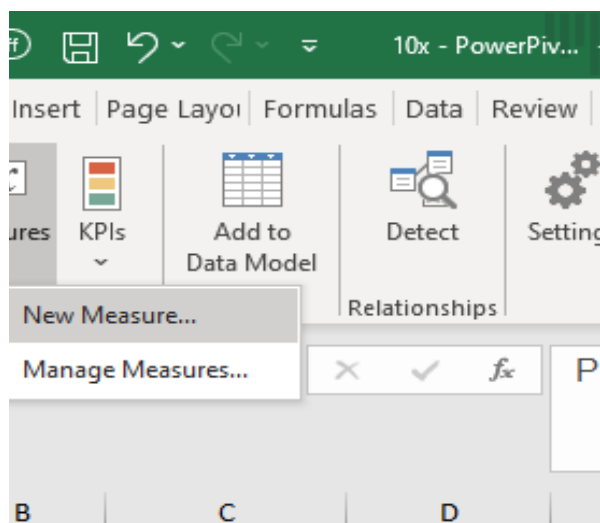 10x - PowerPiv...
Insert Page Layou Formulas Data Review
ures KPIs Add to Data Model Detect Setting
Relationships
New Measure...
Manage Measures...
fx P
B C D